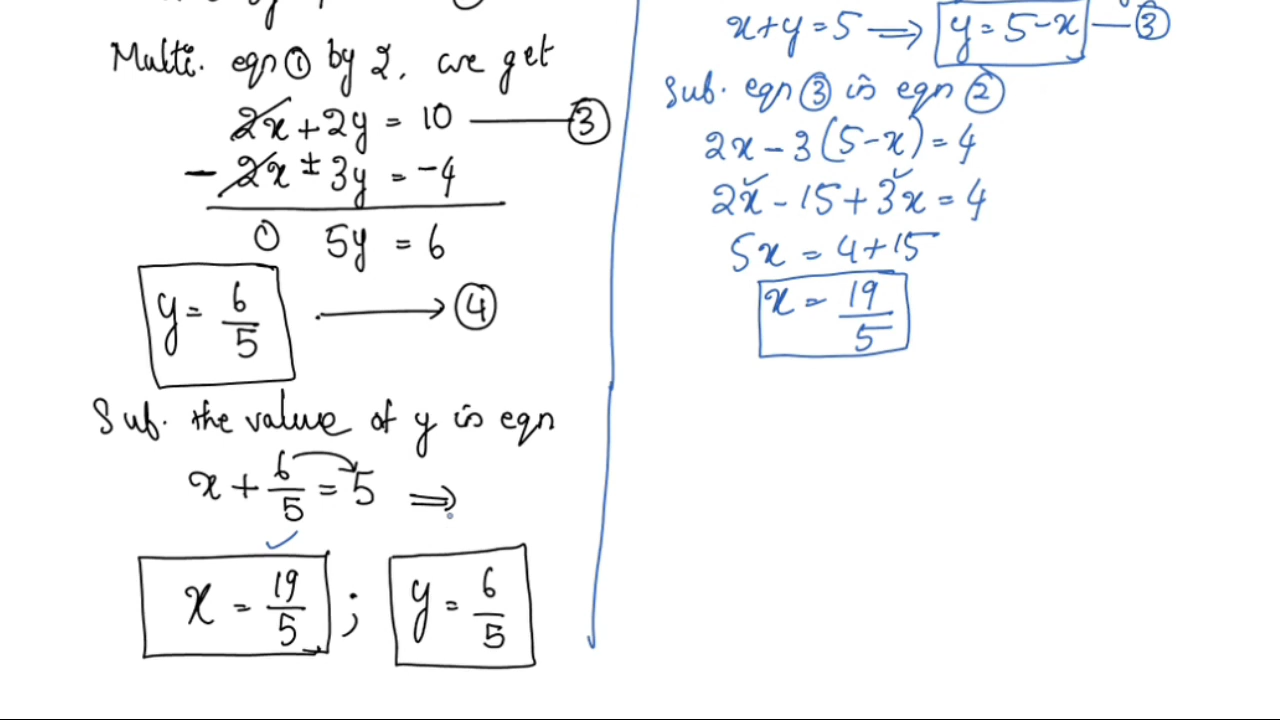 Multi. eqn ① by 2, we get
2x + 2y = 10 —— ③
- 2x ± 3y = -4
0 5y = 6
y = 6/5 . → ④
Sub. the value of y in eqn
x + 6/5 = 5 ⟹
x = 19/5 ; y = 6/5
x + y = 5 ⟹ y = 5 - x — ③
Sub. eqn ③ in eqn ②
2x - 3(5 - x) = 4
2x - 15 + 3x = 4
5x = 4 + 15
x = 19/5